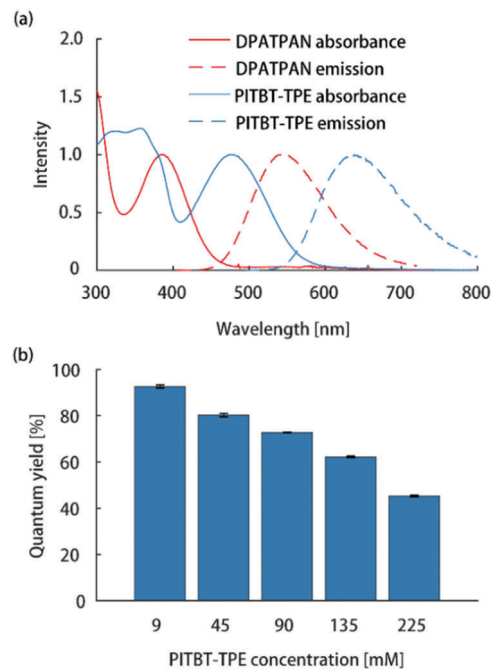 (a)
2.0
1.5
1.0
0.5
0
Intensity
DPATPAN absorbance
DPATPAN emission
PITBT-TPE absorbance
PITBT-TPE emission
300 400 500 600 700 800
Wavelength [nm]
(b)
100
80
60
40
20
0
Quantum yield [%]
9 45 90 135 225
PITBT-TPE concentration [mM]